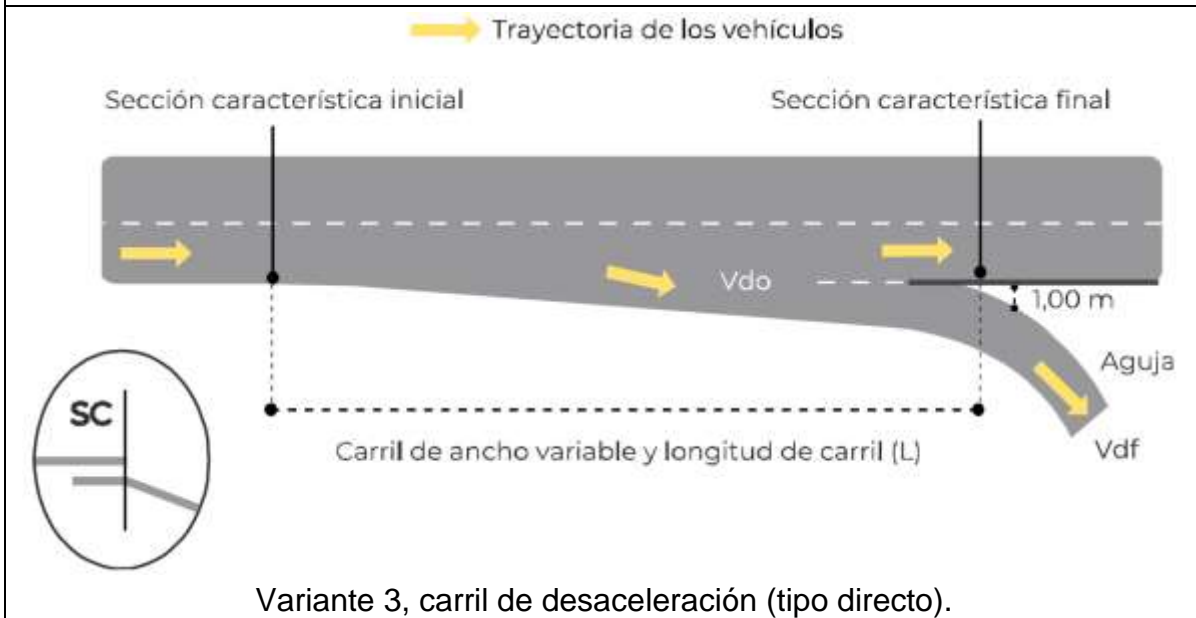 Trayectoria de los vehículos
Sección característica inicial
Sección característica final
Vdo
1,00 m
Aguja
SC
Carril de ancho variable y longitud de carril (L)
Vdf
Variante 3, carril de desaceleración (tipo directo).